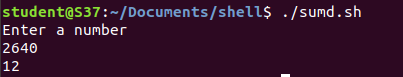 student@S37:~/Documents/shell$ ./sumd.sh
Enter a number
2640
12